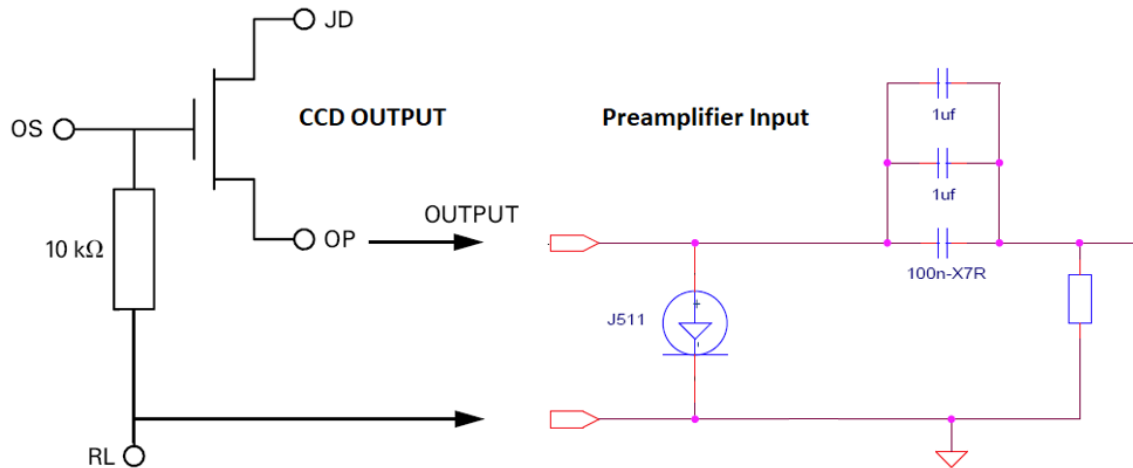 JD
1uf
OS
CCD OUTPUT
Preamplifier Input
1uf
OUTPUT
10 kΩ
OP
100n-X7R
J511
+
-
RL